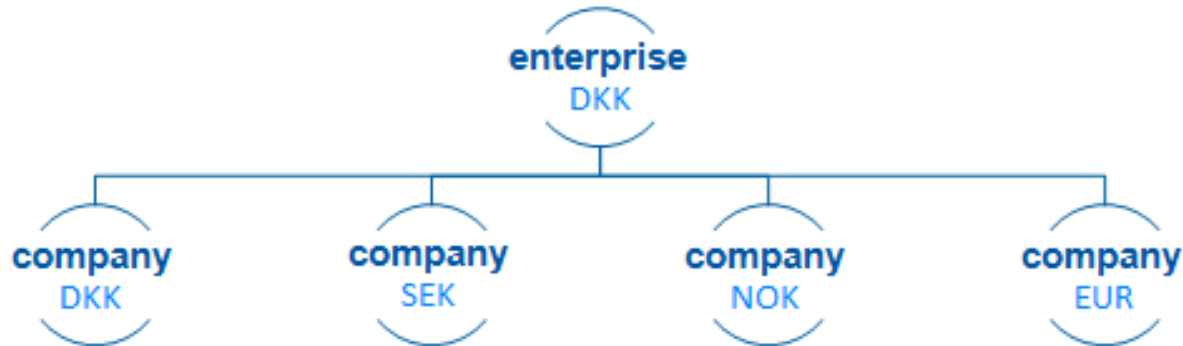 enterprise
DKK
company
DKK
company
SEK
company
NOK
company
EUR